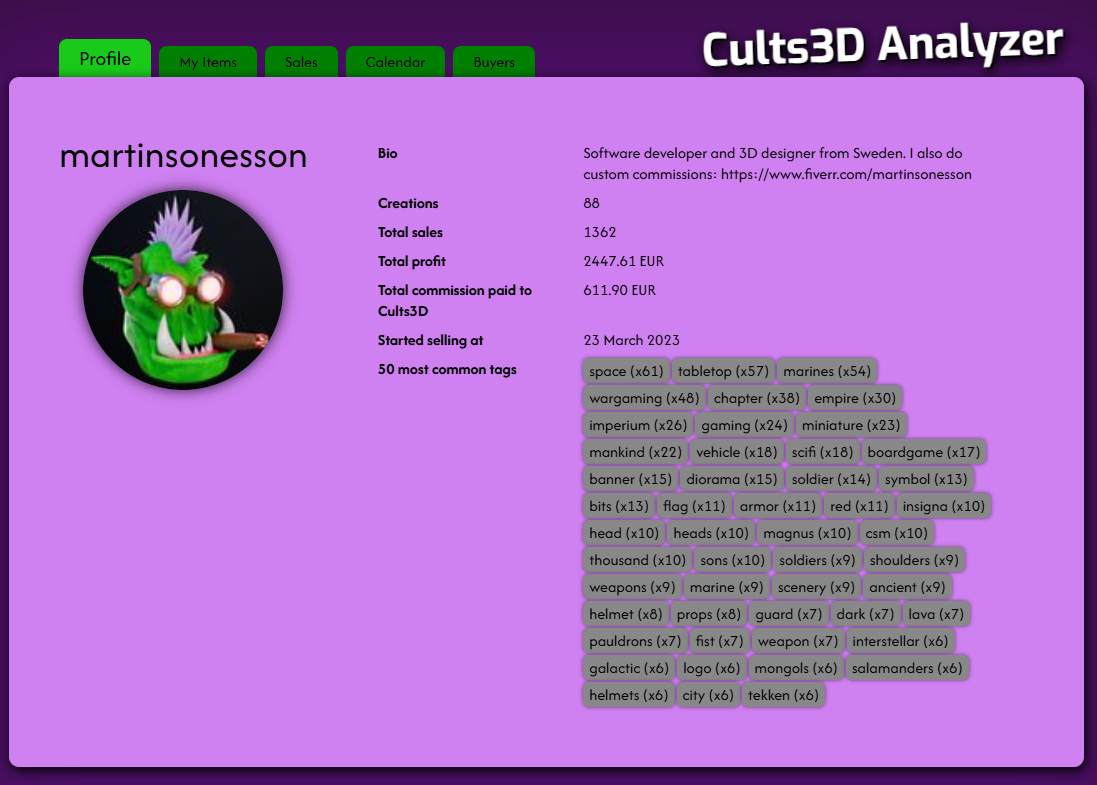 Cults3D Analyzer
Profile My Items Sales Calendar Buyers
martinsonesson
Bio Software developer and 3D designer from Sweden. I also do
custom commissions: https://www.fiverr.com/martinsonesson
Creations 88
Total sales 1362
Total profit 2447.61 EUR
Total commission paid to 611.90 EUR
Cults3D
Started selling at 23 March 2023
50 most common tags space (x61) tabletop (x57) marines (x54)
wargaming (x48) chapter (x38) empire (x30)
imperium (x26) gaming (x24) miniature (x23)
mankind (x22) vehicle (x18) scifi (x18) boardgame (x17)
banner (x15) diorama (x15) soldier (x14) symbol (x13)
bits (x13) flag (x11) armor (x11) red (x11) insigna (x10)
head (x10) heads (x10) magnus (x10) csm (x10)
thousand (x10) sons (x10) soldiers (x9) shoulders (x9)
weapons (x9) marine (x9) scenery (x9) ancient (x9)
helmet (x8) props (x8) guard (x7) dark (x7) lava (x7)
pauldrons (x7) fist (x7) weapon (x7) interstellar (x6)
galactic (x6) logo (x6) mongols (x6) salamanders (x6)
helmets (x6) city (x6) tekken (x6)